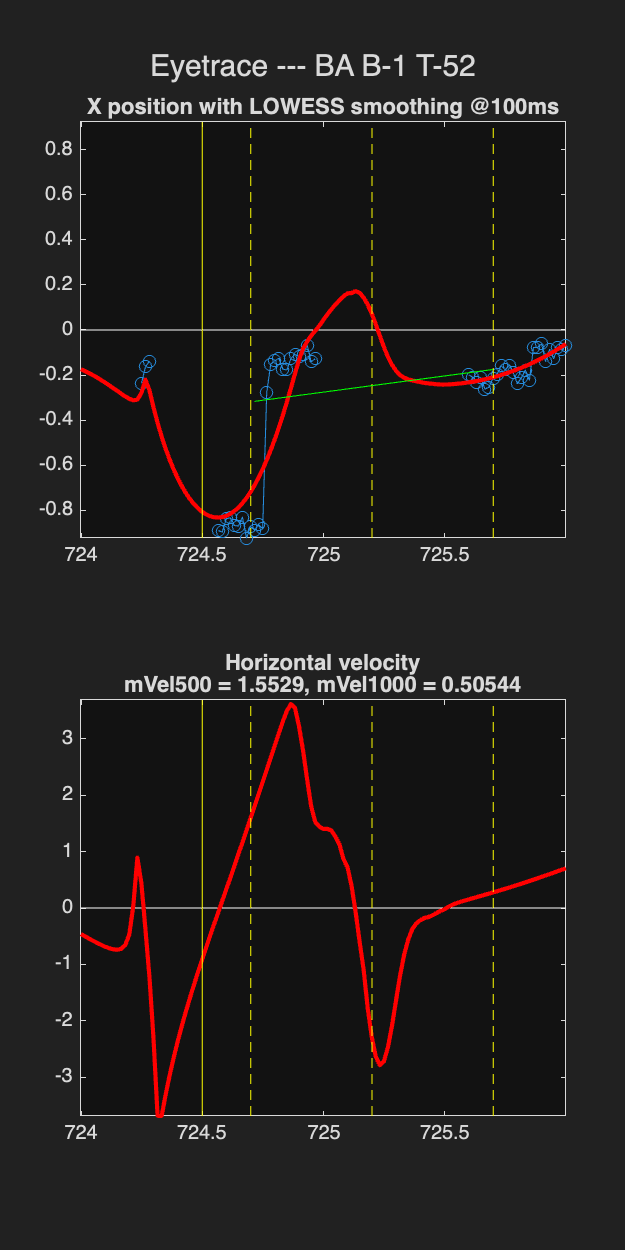 Eyetrace --- BA B-1 T-52
X position with LOWESS smoothing @100ms
0.8
0.6
0.4
0.2
0
-0.2
-0.4
-0.6
-0.8
724 724.5 725 725.5
Horizontal velocity
mVel500 = 1.5529, mVel1000 = 0.50544
3
2
1
0
-1
-2
-3
724 724.5 725 725.5